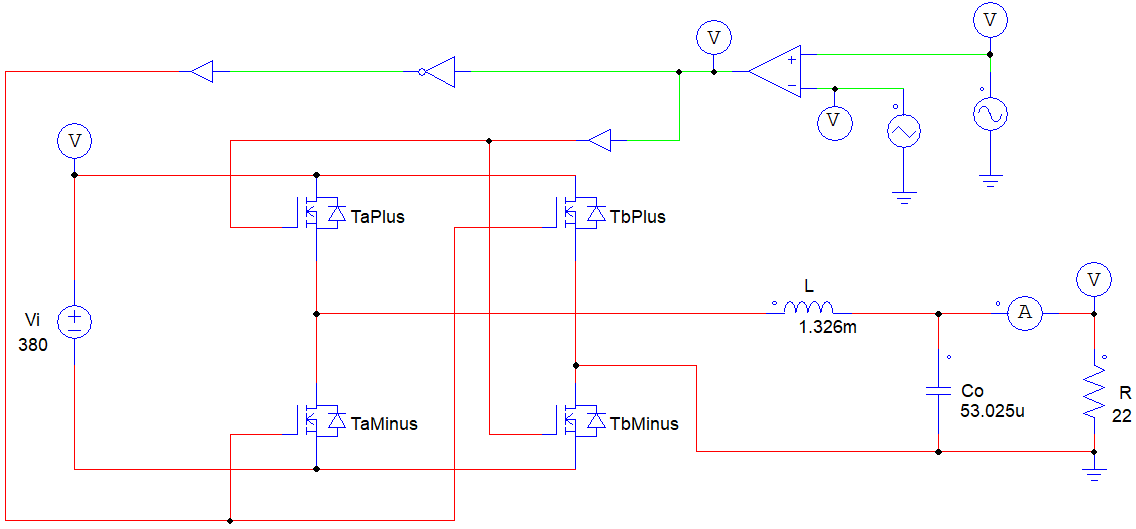 V
V
+
−
V
V
TaPlus
TbPlus
Vi
380
+
−
L
1.326m
A
V
Co
53.025u
R
22
TaMinus
TbMinus